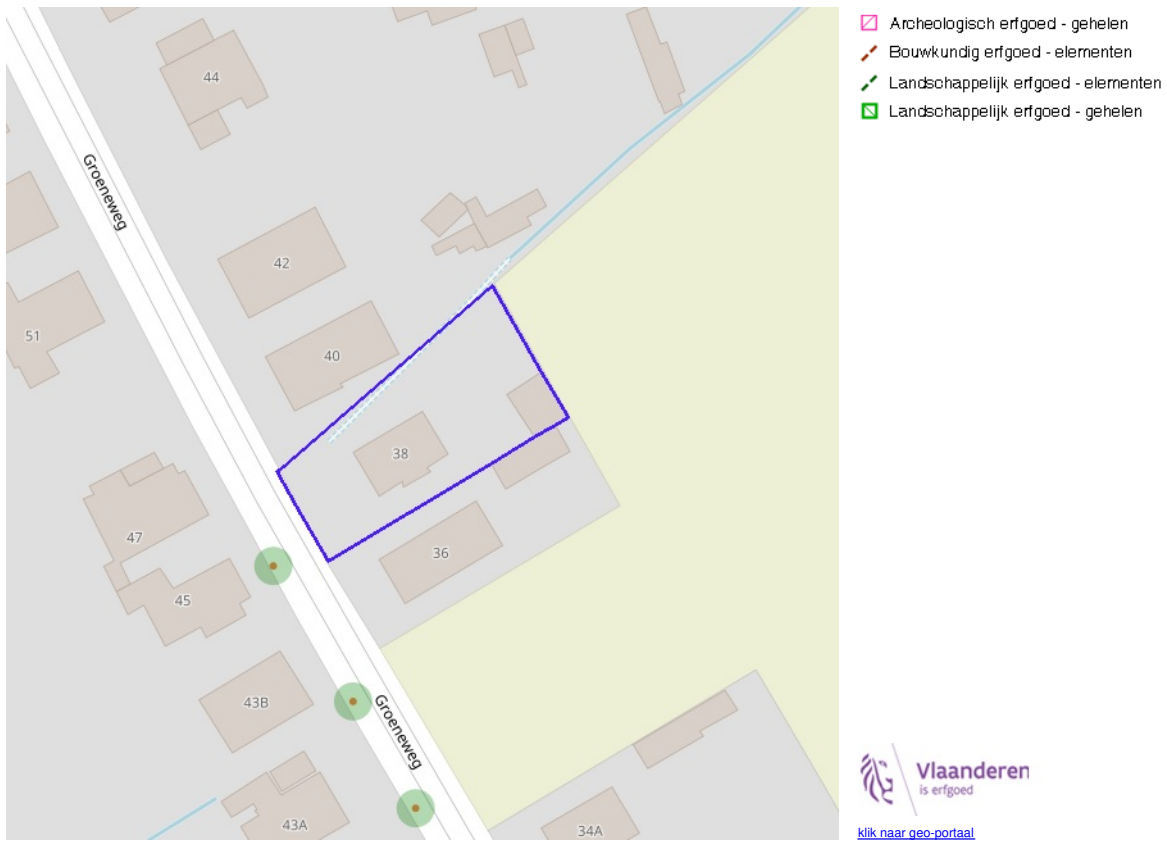 Archeologisch erfgoed - gehelen
Bouwkundig erfgoed - elementen
Landschappelijk erfgoed - elementen
Landschappelijk erfgoed - gehelen
44
Groeneweg
42
51
40
38
47
36
45
43B
Groeneweg
43A
34A
Vlaanderen
is erfgoed
klik naar geo-portaal